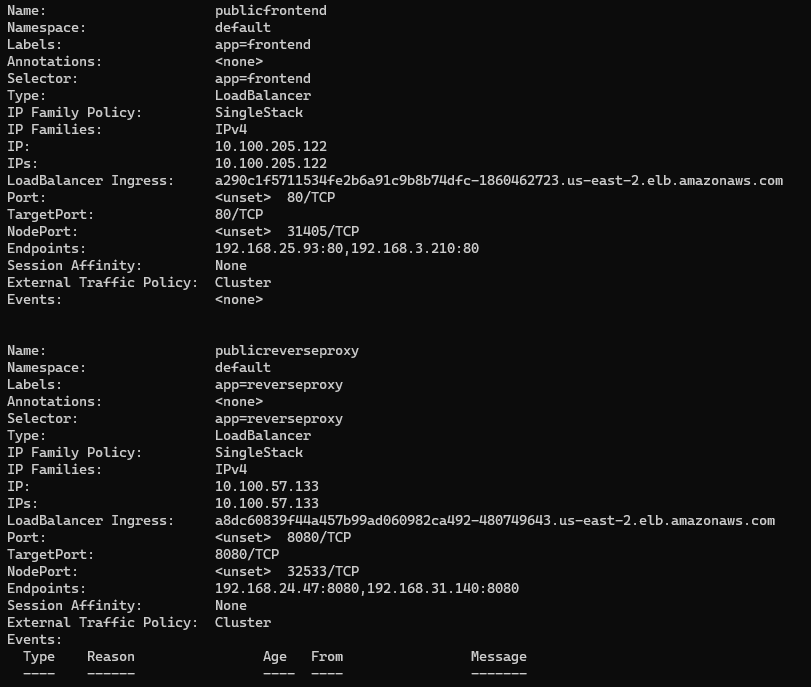 Name: publicfrontend
Namespace: default
Labels: app=frontend
Annotations: <none>
Selector: app=frontend
Type: LoadBalancer
IP Family Policy: SingleStack
IP Families: IPv4
IP: 10.100.205.122
IPs: 10.100.205.122
LoadBalancer Ingress: a290c1f5711534fe2b6a91c9b8b74dfc-1860462723.us-east-2.elb.amazonaws.com
Port: <unset> 80/TCP
TargetPort: 80/TCP
NodePort: <unset> 31405/TCP
Endpoints: 192.168.25.93:80,192.168.3.210:80
Session Affinity: None
External Traffic Policy: Cluster
Events: <none>
Name: publicreverseproxy
Namespace: default
Labels: app=reverseproxy
Annotations: <none>
Selector: app=reverseproxy
Type: LoadBalancer
IP Family Policy: SingleStack
IP Families: IPv4
IP: 10.100.57.133
IPs: 10.100.57.133
LoadBalancer Ingress: a8dc60839f44a457b99ad060982ca492-480749643.us-east-2.elb.amazonaws.com
Port: <unset> 8080/TCP
TargetPort: 8080/TCP
NodePort: <unset> 32533/TCP
Endpoints: 192.168.24.47:8080,192.168.31.140:8080
Session Affinity: None
External Traffic Policy: Cluster
Events:
Type Reason Age From Message
---- ------ ---- ---- -------